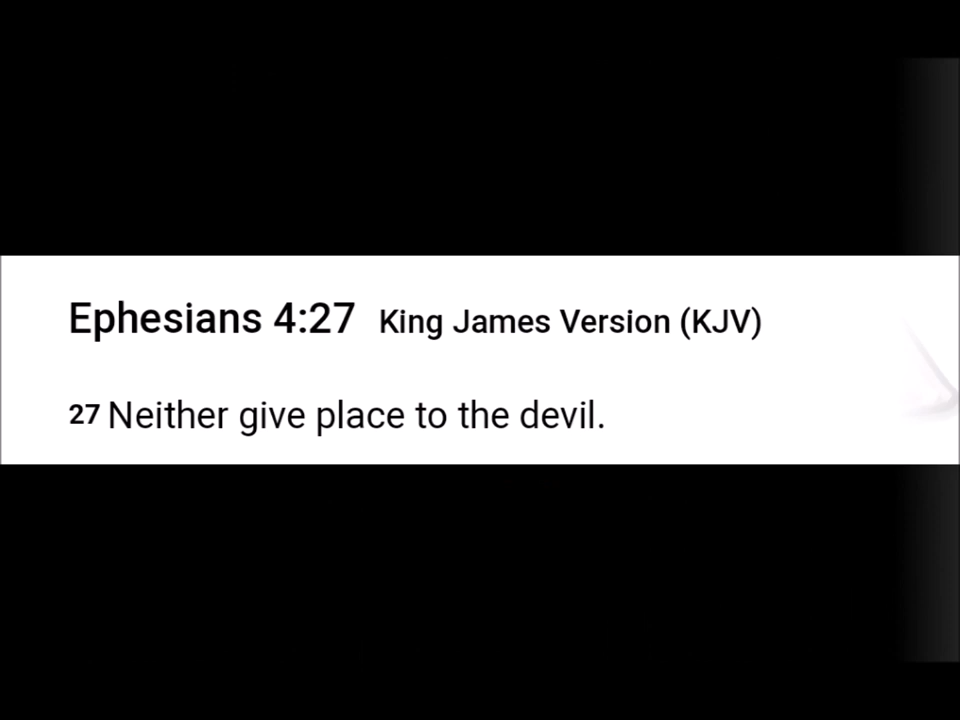 Ephesians 4:27 King James Version (KJV)
27 Neither give place to the devil.